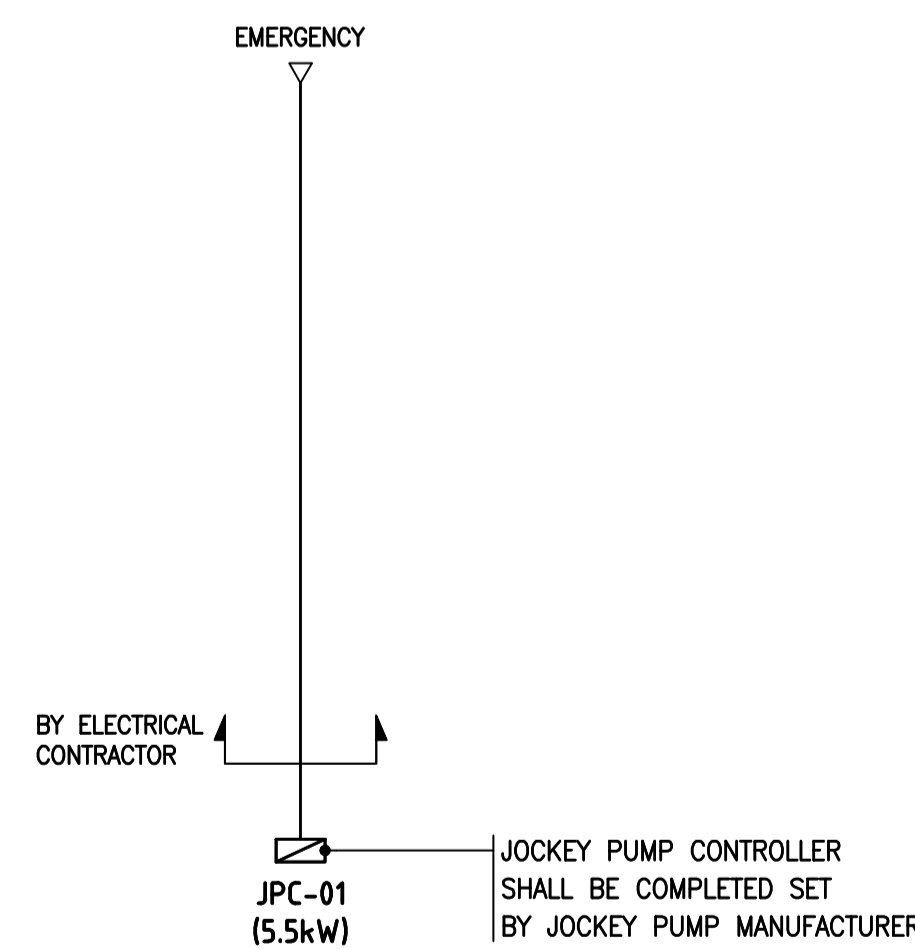 EMERGENCY
BY ELECTRICAL
CONTRACTOR
JOCKEY PUMP CONTROLLER
SHALL BE COMPLETED SET
BY JOCKEY PUMP MANUFACTURER
JPC-01
(5.5kW)